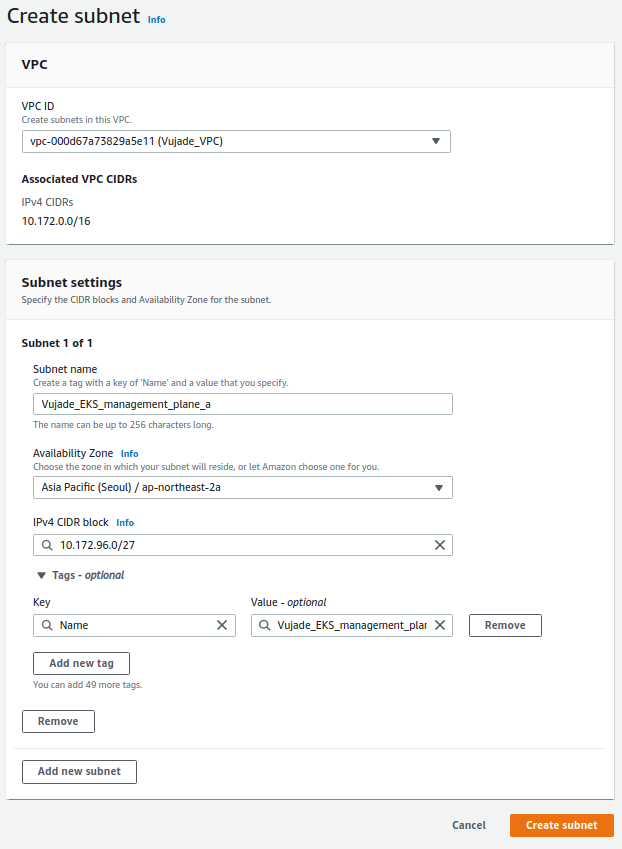 Create subnet Info
VPC
VPC ID
Create subnets in this VPC.
vpc-000d67a73829a5e11 (Vujade_VPC)
Associated VPC CIDRs
IPv4 CIDRs
10.172.0.0/16
Subnet settings
Specify the CIDR blocks and Availability Zone for the subnet.
Subnet 1 of 1
Subnet name
Create a tag with a key of 'Name' and a value that you specify.
Vujade_EKS_management_plane_a
The name can be up to 256 characters long.
Availability Zone Info
Choose the zone in which your subnet will reside, or let Amazon choose one for you.
Asia Pacific (Seoul) / ap-northeast-2a
IPv4 CIDR block Info
10.172.96.0/27
Tags - optional
Key Value - optional
Name Vujade_EKS_management_plar Remove
Add new tag
You can add 49 more tags.
Remove
Add new subnet
Cancel Create subnet